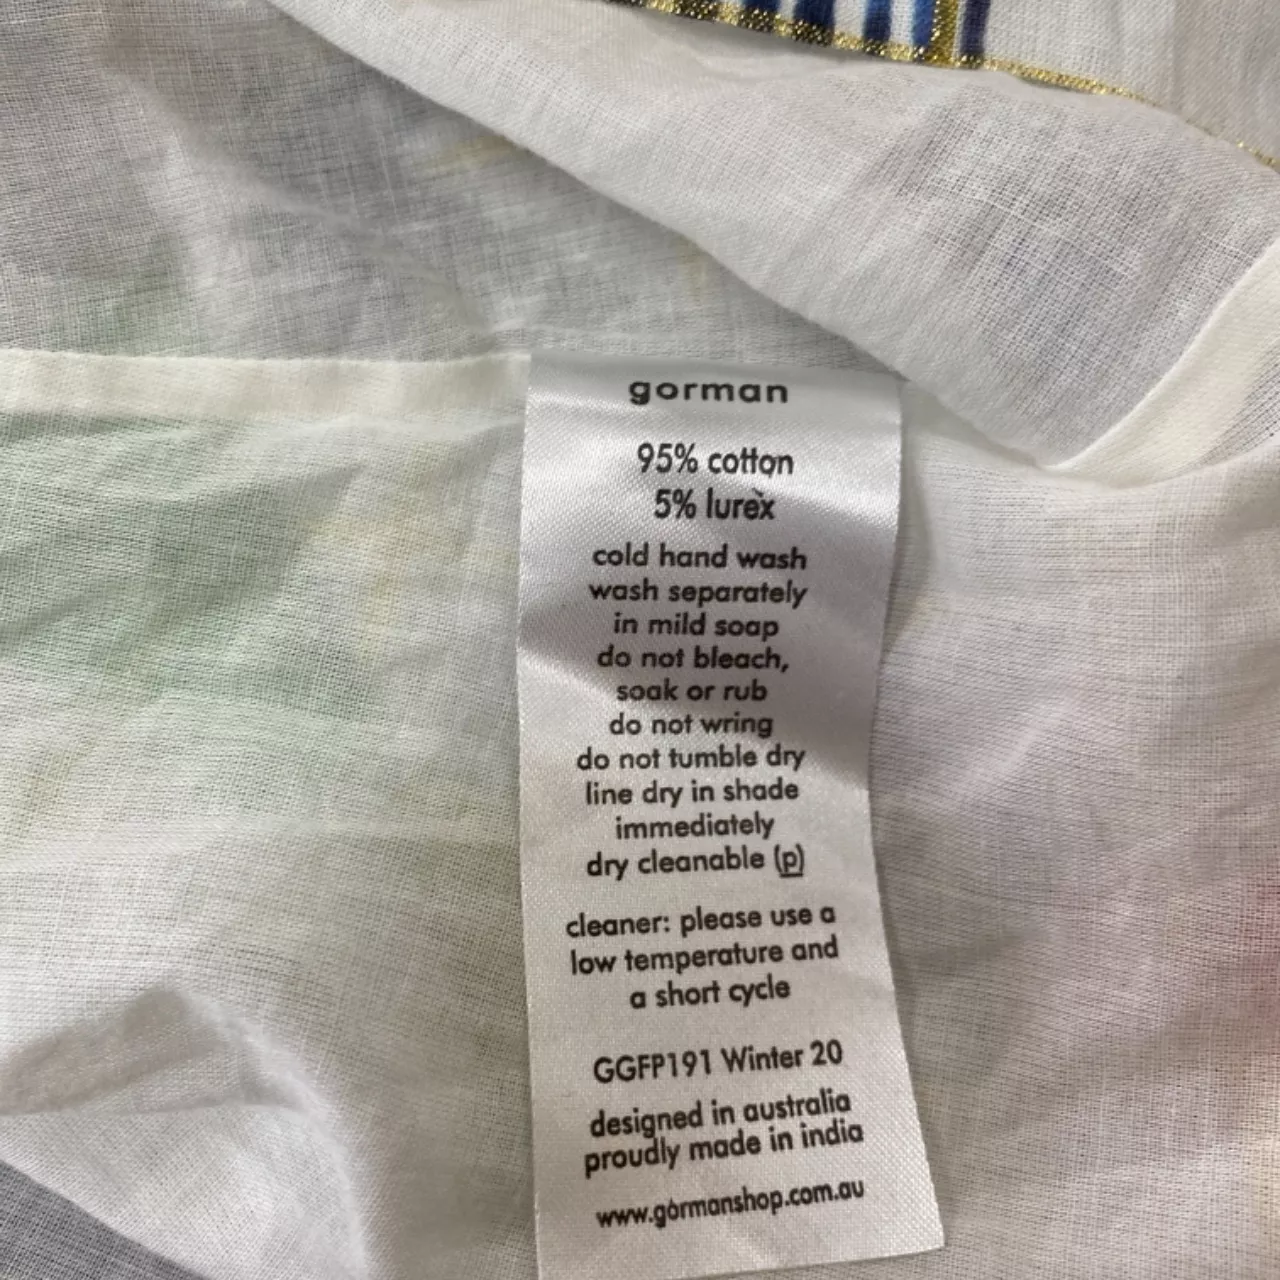 gorman
95% cotton
5% lurex
cold hand wash
wash separately
in mild soap
do not bleach,
soak or rub
do not wring
do not tumble dry
line dry in shade
immediately
dry cleanable (p)
cleaner: please use a
low temperature and
a short cycle
GGFP191 Winter 20
designed in australia
proudly made in india
www.gormanshop.com.au